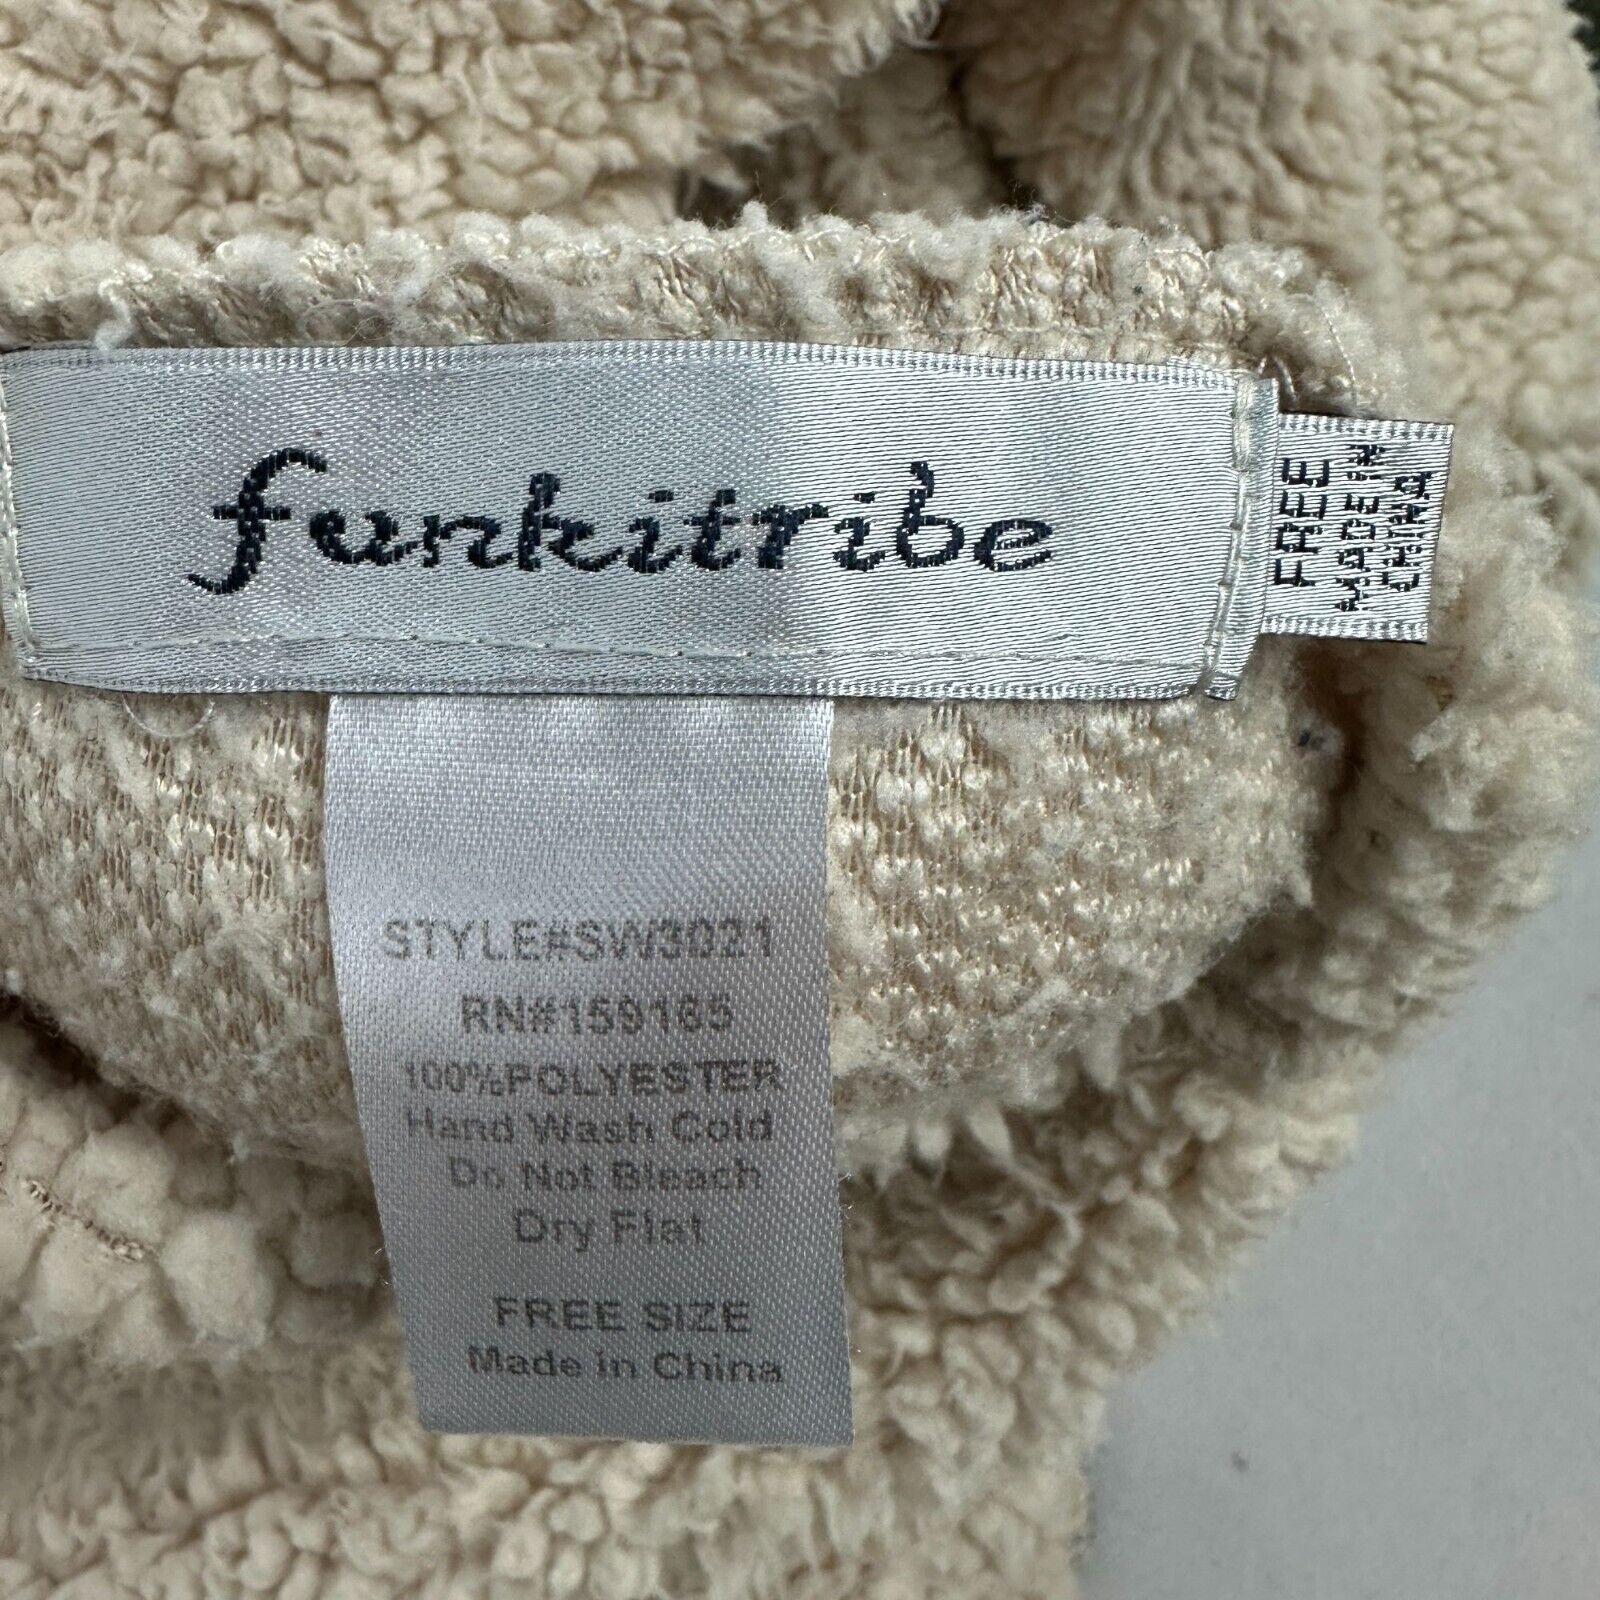 funkitribe
FREE
MADE IN
CHINA
STYLE#SW3021
RN#159165
100%POLYESTER
Hand Wash Cold
Do Not Bleach
Dry Flat
FREE SIZE
Made in China